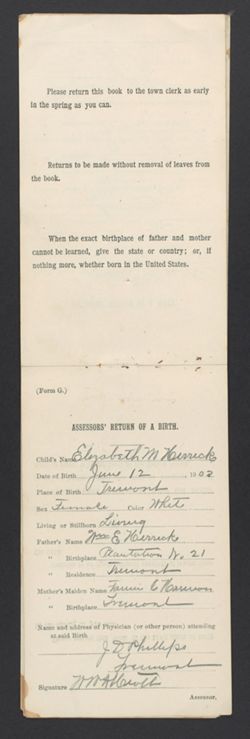 Please return this book to the town clerk as early
in the spring as you can.
Returns to be made without removal of leaves from
the book.
When the exact birthplace of father and mother
cannot be learned, give the state or country; or, if
nothing more, whether born in the United States.
(Form G.)
ASSESSORS' RETURN OF A BIRTH.
Child's Name Elizabeth M Herrick
Date of Birth June 12, 1902
Place of Birth Tremont
Sex Female Color White
Living or Stillborn Living
Father's Name Wm E Herrick
" Birthplace Plantation No. 21
" Residence Tremont
Mother's Maiden Name
" Birthplace Tremont
Name and address of Physician (or other person) attending
at said Birth
J D Phillips
Tremont
Signature
Assessor.